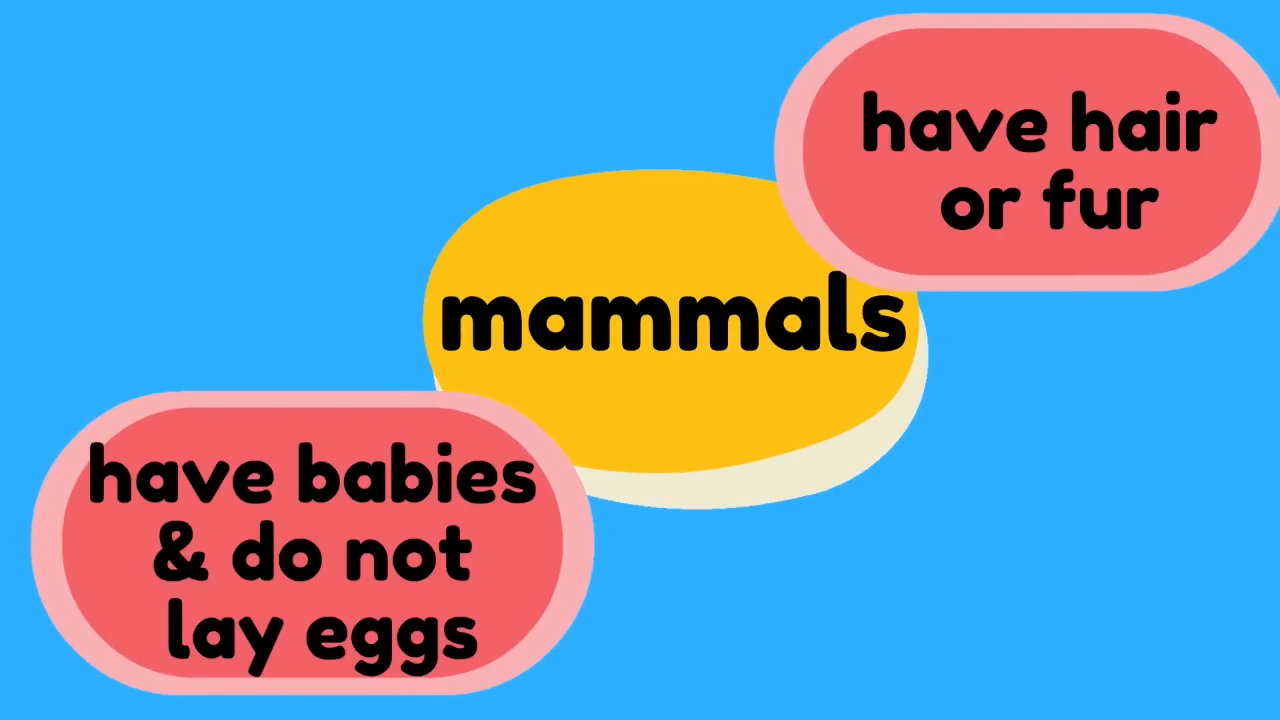 have hair
or fur
mammals
have babies
& do not
lay eggs